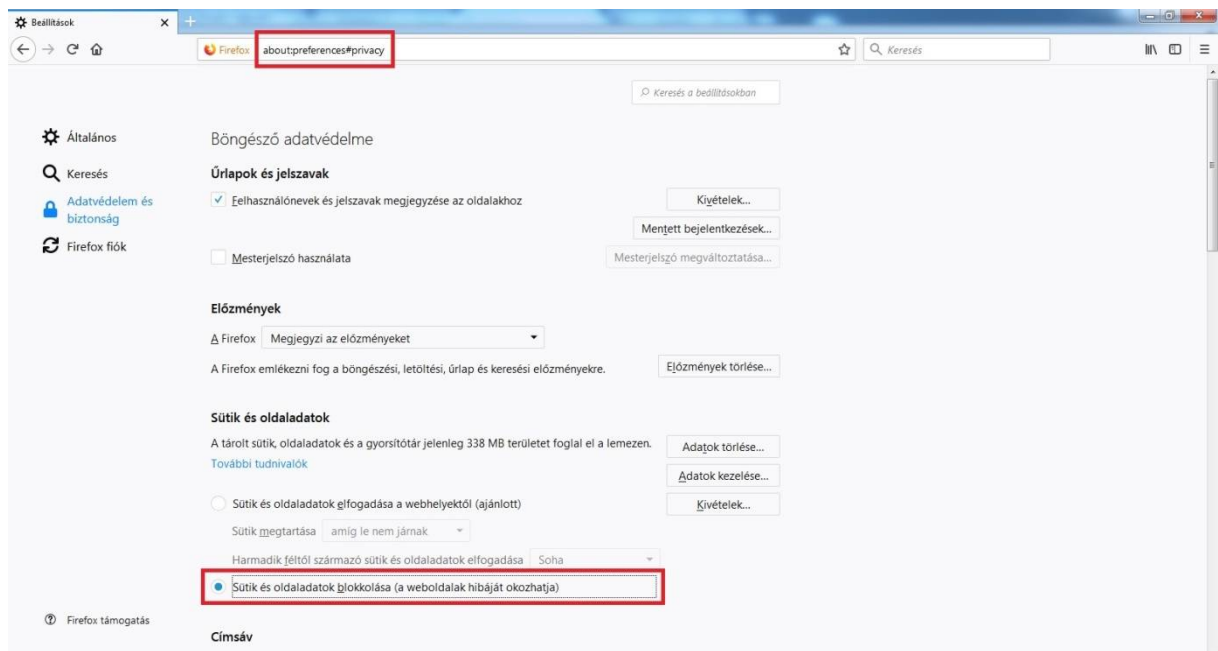 Beállítások
Firefox about:preferences#privacy
Keresés
Keresés a beállításokban
Általános
Keresés
Adatvédelem és
biztonság
Firefox fiók
Firefox támogatás
Böngésző adatvédelme
Űrlapok és jelszavak
Felhasználónevek és jelszavak megjegyzése az oldalakhoz
Kivételek...
Mentett bejelentkezések...
Mesterjelszó használata
Mesterjelszó megváltoztatása...
Előzmények
A Firefox Megjegyzi az előzményeket
A Firefox emlékezni fog a böngészési, letöltési, űrlap és keresési előzményekre.
Előzmények törlése...
Sütik és oldaladatok
A tárolt sütik, oldaladatok és a gyorsítótár jelenleg 338 MB területet foglal el a lemezen.
További tudnivalók
Adatok törlése...
Adatok kezelése...
Sütik és oldaladatok elfogadása a webhelyektől (ajánlott)
Kivételek...
Sütik megtartása amíg le nem járnak
Harmadik féltől származó sütik és oldaladatok elfogadása Soha
Sütik és oldaladatok blokkolása (a weboldalak hibáját okozhatja)
Címsáv